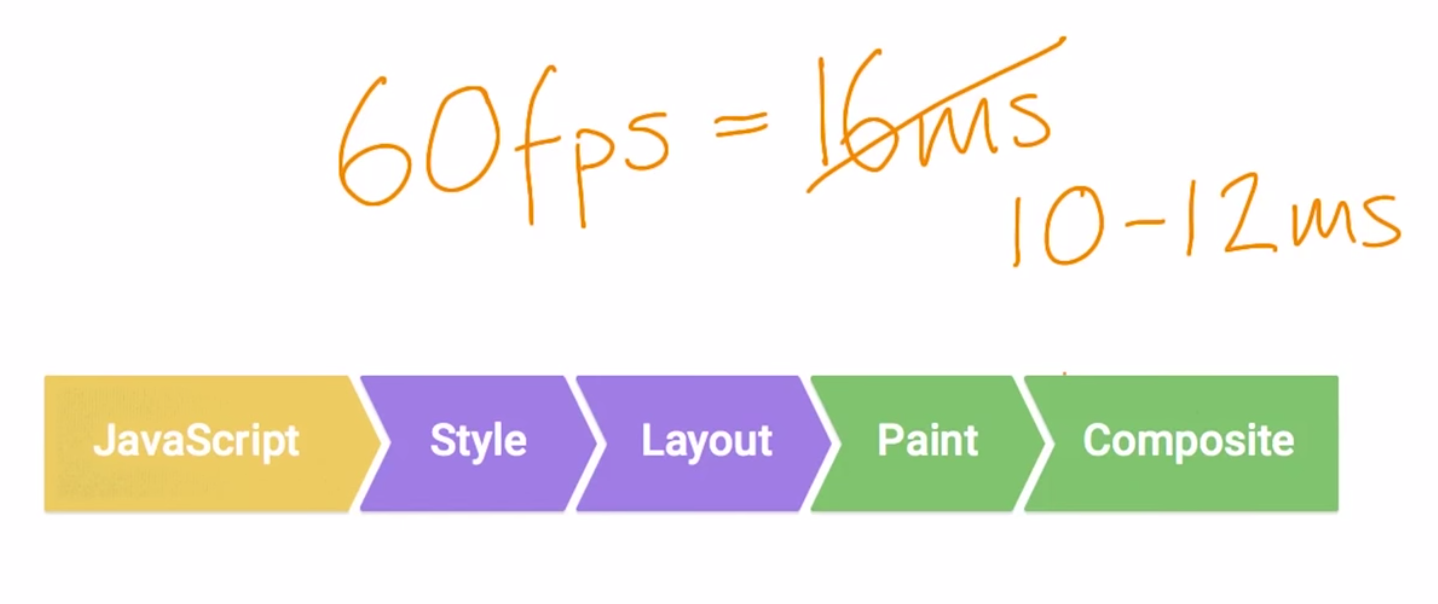 60fps = 16ms
10-12ms
JavaScript Style Layout Paint Composite